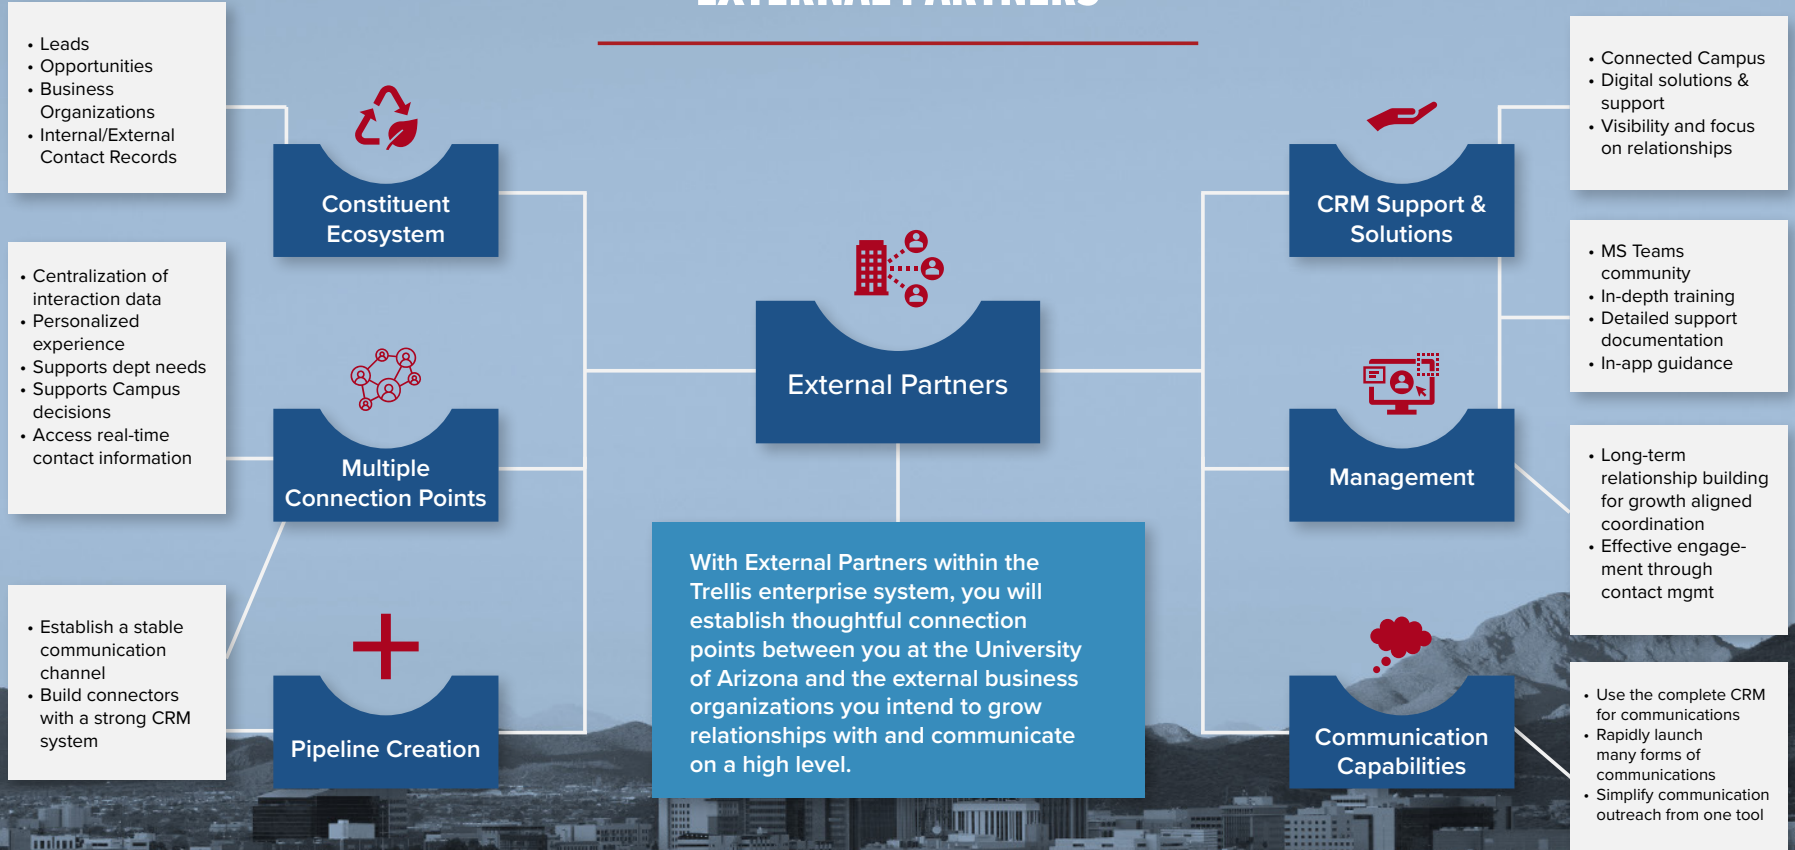 EXTERNAL PARTNERS
• Leads
• Opportunities
• Business
Organizations
• Internal/External
Contact Records
Constituent
Ecosystem
• Centralization of
interaction data
• Personalized
experience
• Supports dept needs
• Supports Campus
decisions
• Access real-time
contact information
Multiple
Connection Points
• Establish a stable
communication
channel
• Build connectors
with a strong CRM
system
Pipeline Creation
External Partners
With External Partners within the
Trellis enterprise system, you will
establish thoughtful connection
points between you at the University
of Arizona and the external business
organizations you intend to grow
relationships with and communicate
on a high level.
CRM Support &
Solutions
• Connected Campus
• Digital solutions &
support
• Visibility and focus
on relationships
• MS Teams
community
• In-depth training
• Detailed support
documentation
• In-app guidance
Management
• Long-term
relationship building
for growth aligned
coordination
• Effective engage-
ment through
contact mgmt
Communication
Capabilities
• Use the complete CRM
for communications
• Rapidly launch
many forms of
communications
• Simplify communication
outreach from one tool